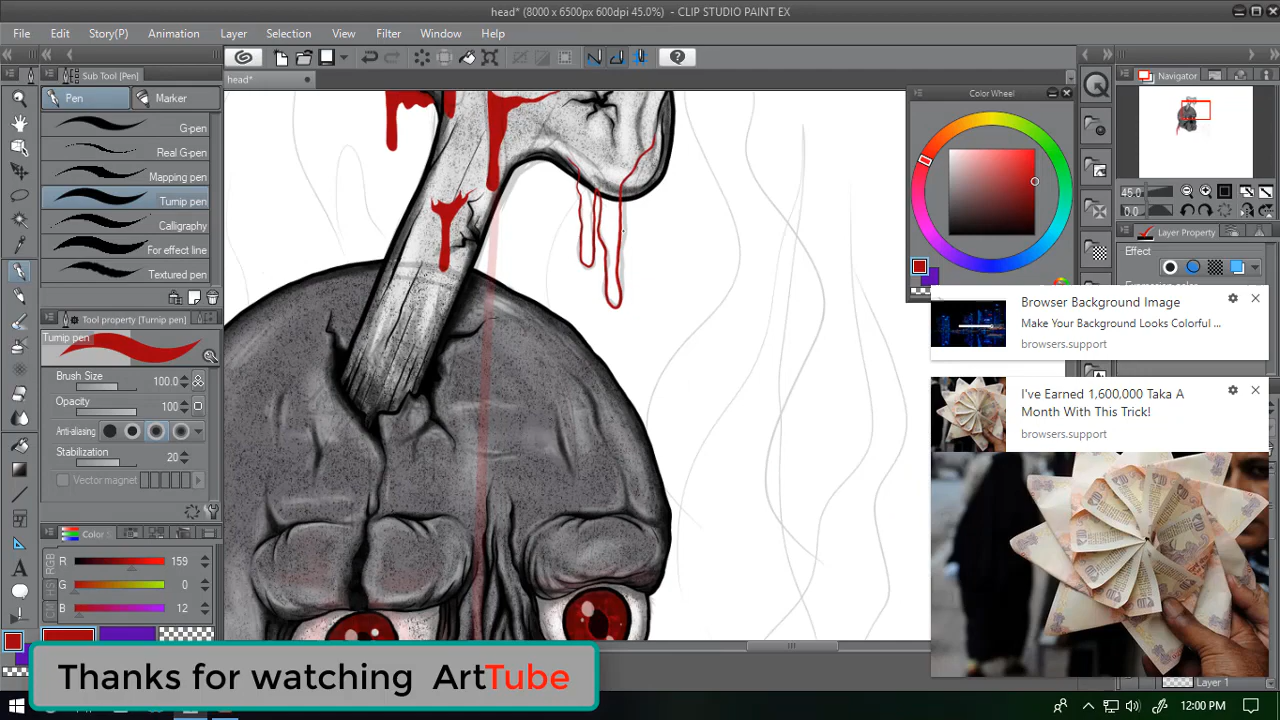 head* (8000 x 6500px 600dpi 45.0%) - CLIP STUDIO PAINT EX
File Edit Story(P) Animation Layer Selection View Filter Window Help
Sub Tool [Pen]
head*
Navigator
Pen
Marker
Color Wheel
G-pen
Real G-pen
Mapping pen
Turnip pen
45.0
Calligraphy
0.0
Layer Property
For effect line
Effect
Textured pen
Browser Background Image
Make Your Background Looks Colorful ...
browsers.support
Tool property [Turnip pen]
Turnip pen
Brush Size 100.0
Opacity 100
Anti-aliasing
Stabilization 20
Vector magnet
I've Earned 1,600,000 Taka A
Month With This Trick!
browsers.support
Color
RGB
R 159
G 0
B 12
Thanks for watching ArtTube
Layer 1
12:00 PM